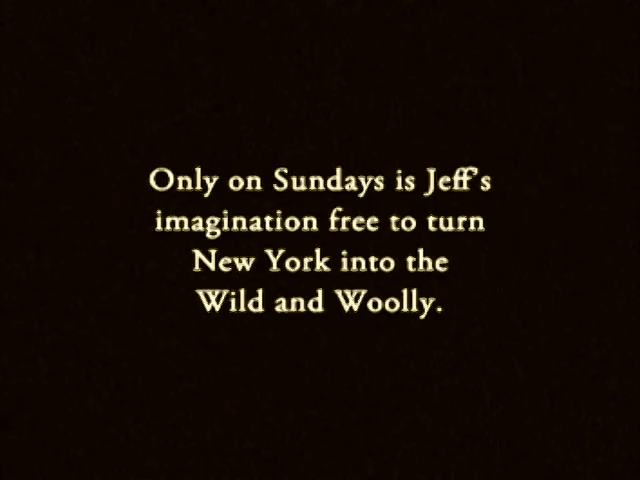 Only on Sundays is Jeff's
imagination free to turn
New York into the
Wild and Woolly.